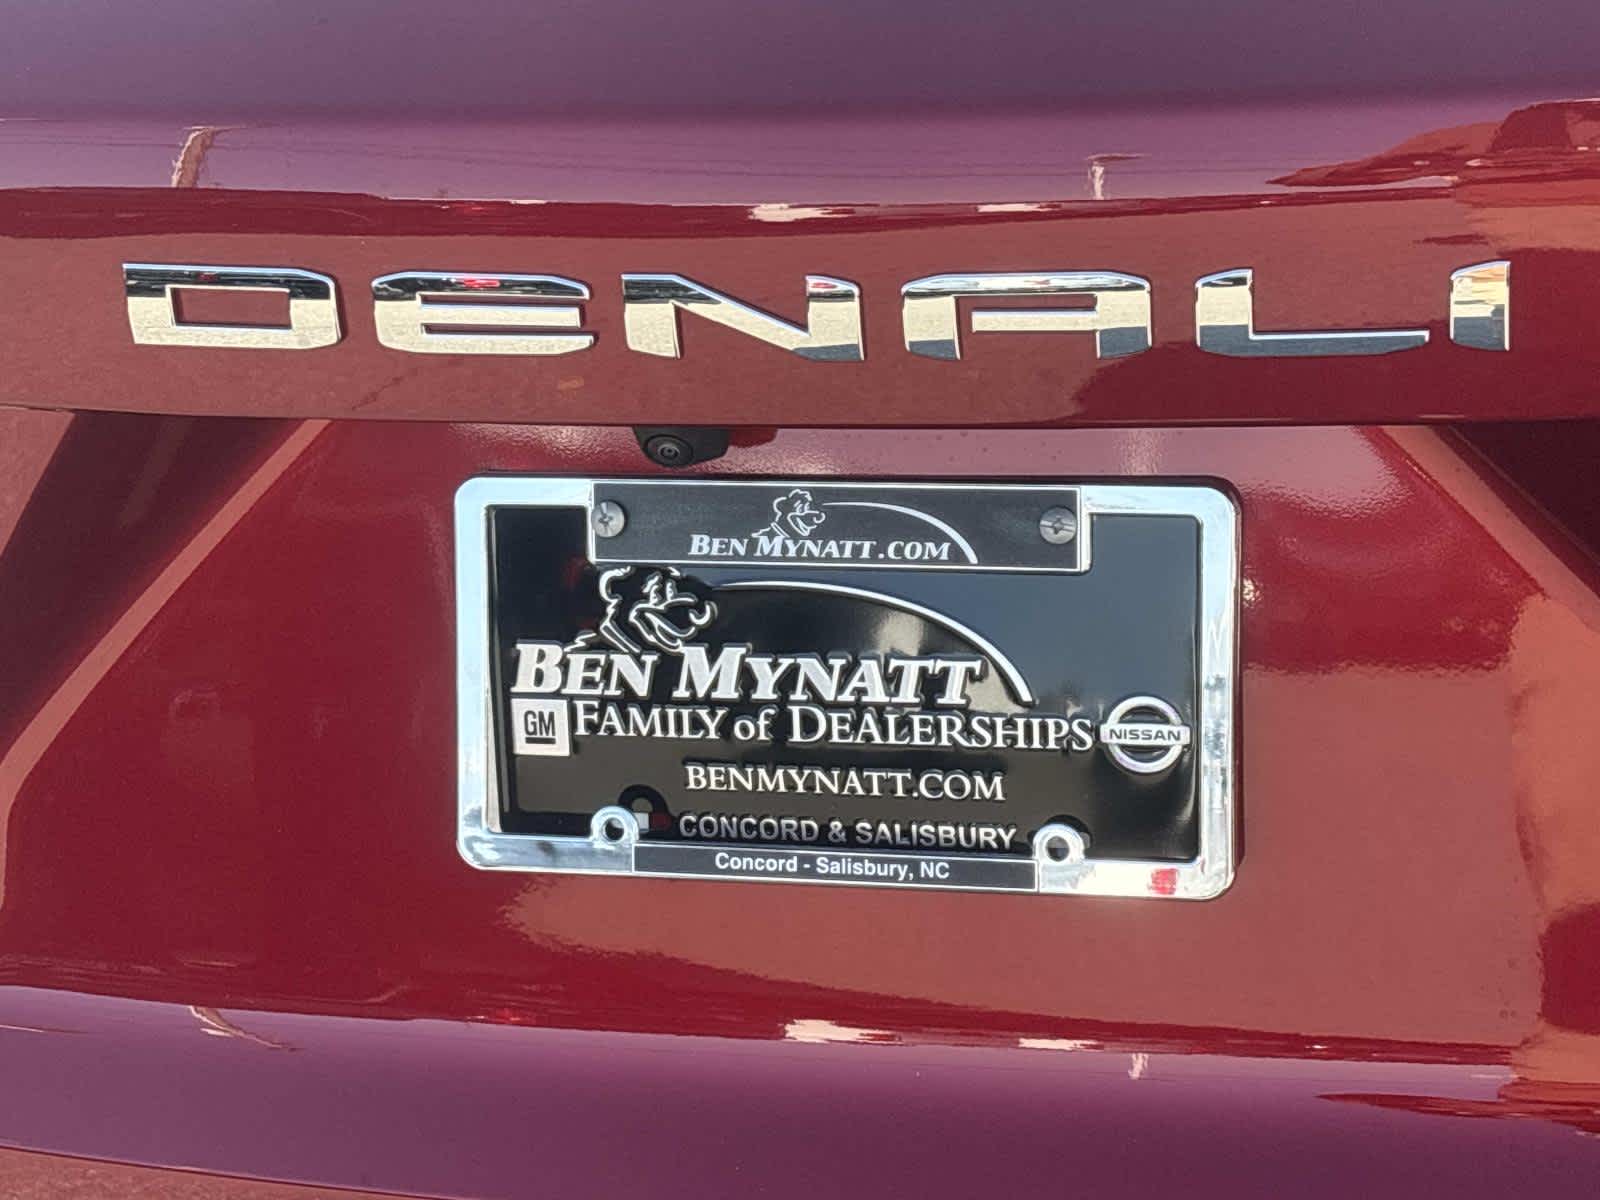 DENALI
BEN MYNATT.COM
BEN MYNATT
GM FAMILY of DEALERSHIPS NISSAN
BENMYNATT.COM
CONCORD & SALISBURY
Concord - Salisbury, NC